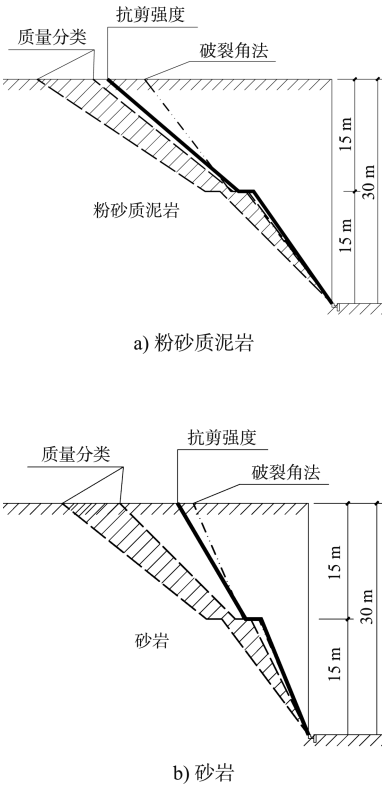 抗剪强度
质量分类
破裂角法
15 m
30 m
粉砂质泥岩
15 m
a) 粉砂质泥岩
抗剪强度
质量分类
破裂角法
15 m
30 m
砂岩
15 m
b) 砂岩